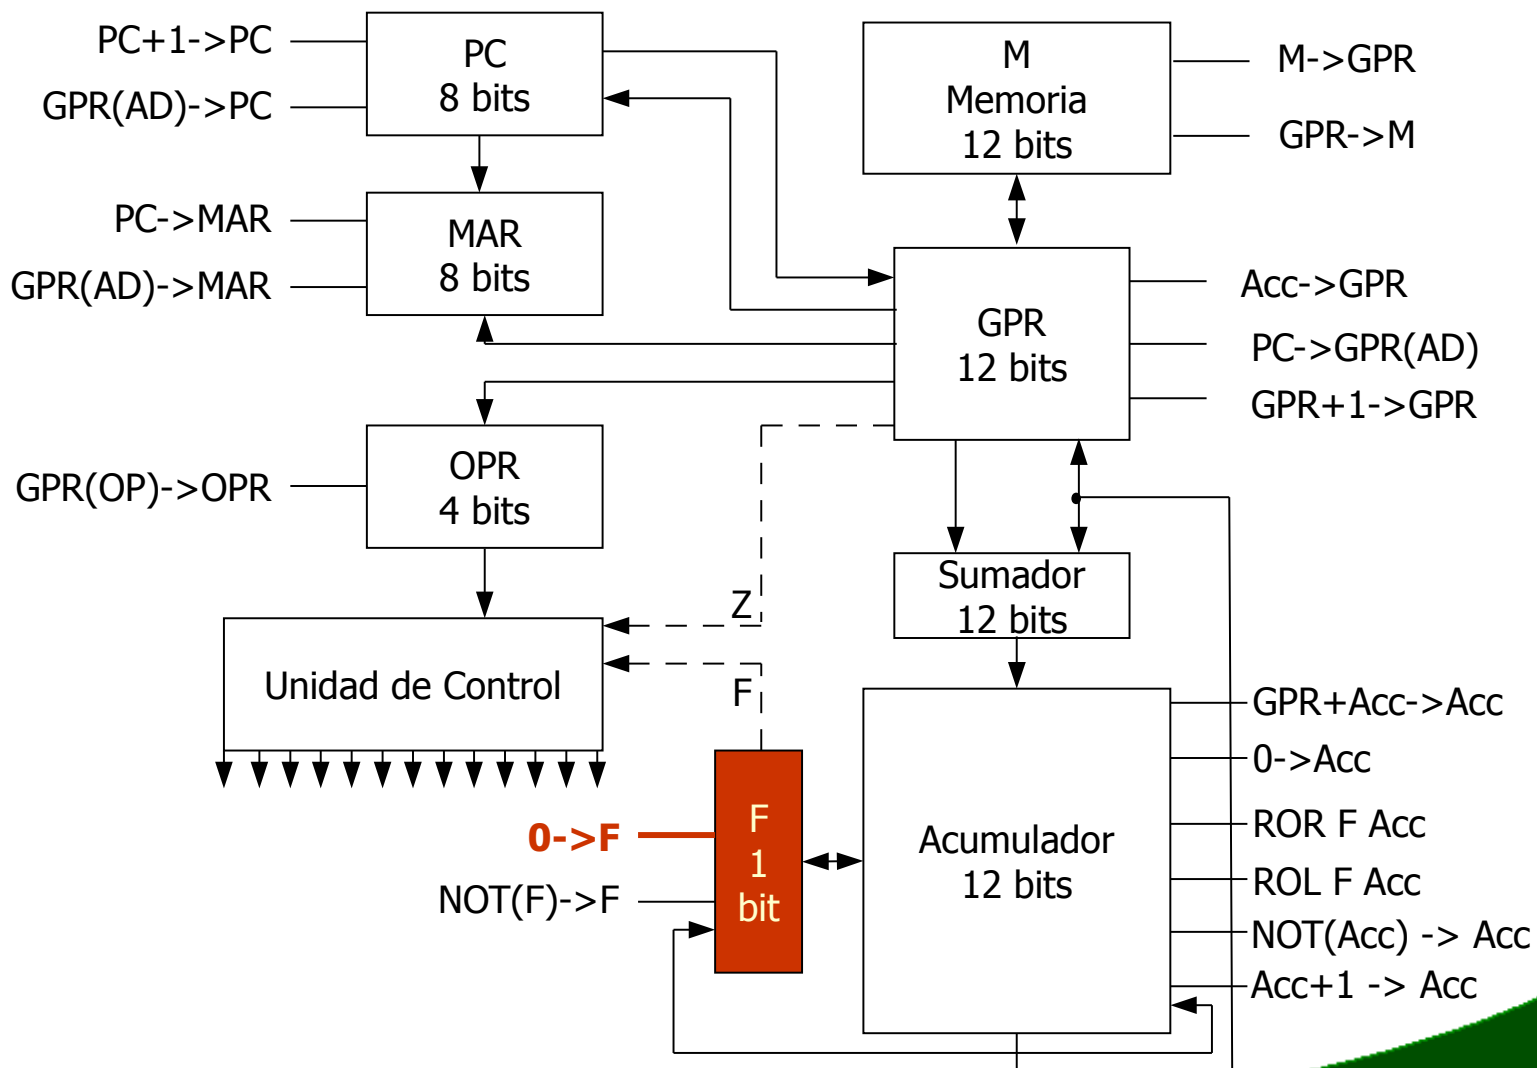 PC+1->PC
GPR(AD)->PC
PC
8 bits
M
Memoria
12 bits
M->GPR
GPR->M
PC->MAR
GPR(AD)->MAR
MAR
8 bits
GPR
12 bits
Acc->GPR
PC->GPR(AD)
GPR+1->GPR
GPR(OP)->OPR
OPR
4 bits
Sumador
12 bits
Z
F
Unidad de Control
0->F
NOT(F)->F
F
1
bit
Acumulador
12 bits
GPR+Acc->Acc
0->Acc
ROR F Acc
ROL F Acc
NOT(Acc) -> Acc
Acc+1 -> Acc